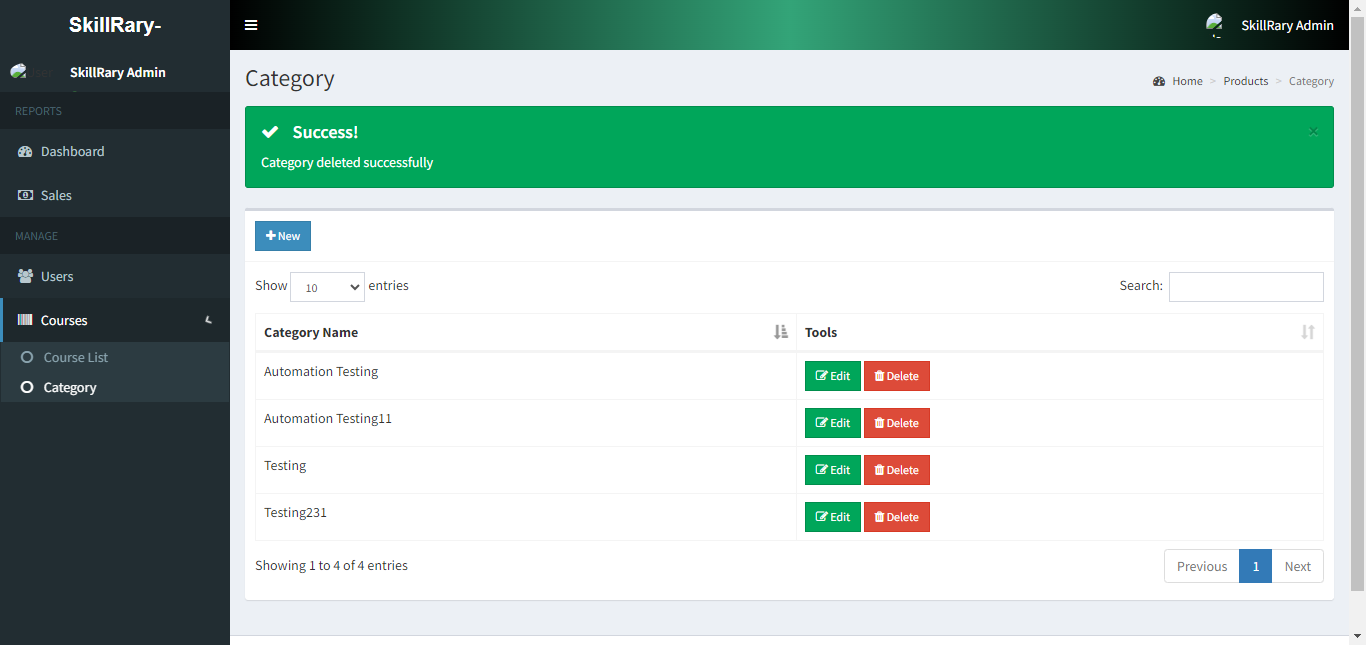 SkillRary-
SkillRary Admin
SkillRary Admin
REPORTS
Dashboard
Sales
MANAGE
Users
Courses
Course List
Category
Category
Home > Products > Category
Success!
×
Category deleted successfully
New
Show 10 entries
Search:
Category Name Tools
Automation Testing Edit Delete
Automation Testing11 Edit Delete
Testing Edit Delete
Testing231 Edit Delete
Showing 1 to 4 of 4 entries
Previous 1 Next